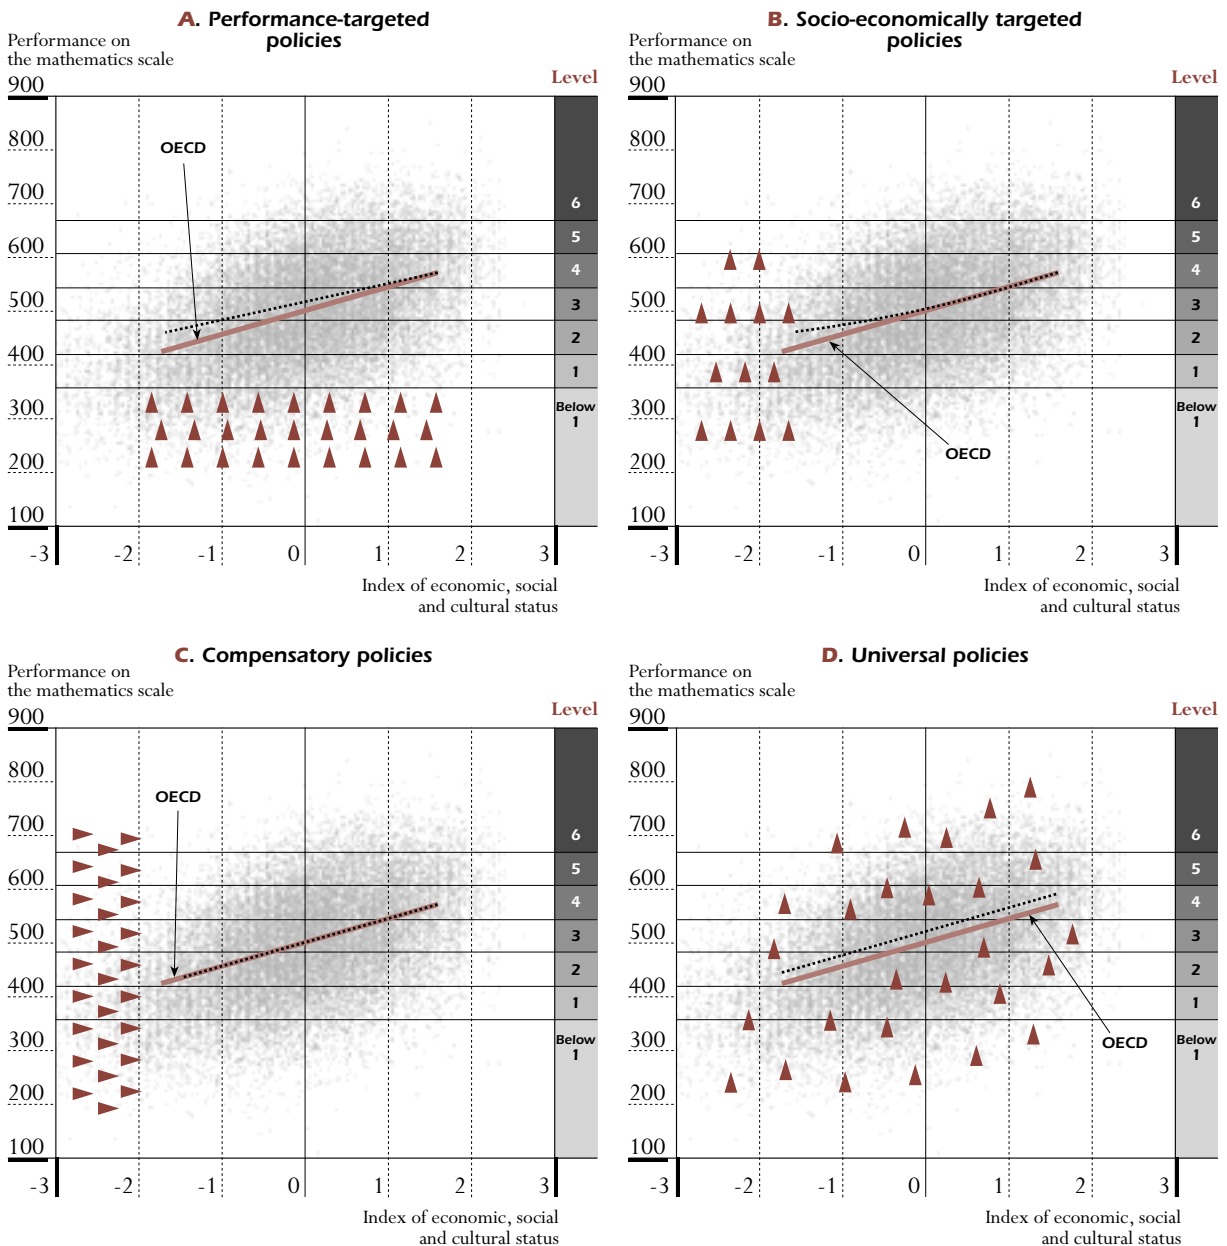 A. Performance-targeted
policies
Performance on
the mathematics scale
Level
900
800
700
600
500
400
300
200
100
OECD
6
5
4
3
2
1
Below
1
-3
-2
-1
0
1
2
3
Index of economic, social
and cultural status
B. Socio-economically targeted
policies
Performance on
the mathematics scale
Level
900
800
700
600
500
400
300
200
100
OECD
6
5
4
3
2
1
Below
1
-3
-2
-1
0
1
2
3
Index of economic, social
and cultural status
C. Compensatory policies
Performance on
the mathematics scale
Level
900
800
700
600
500
400
300
200
100
OECD
6
5
4
3
2
1
Below
1
-3
-2
-1
0
1
2
3
Index of economic, social
and cultural status
D. Universal policies
Performance on
the mathematics scale
Level
900
800
700
600
500
400
300
200
100
OECD
6
5
4
3
2
1
Below
1
-3
-2
-1
0
1
2
3
Index of economic, social
and cultural status